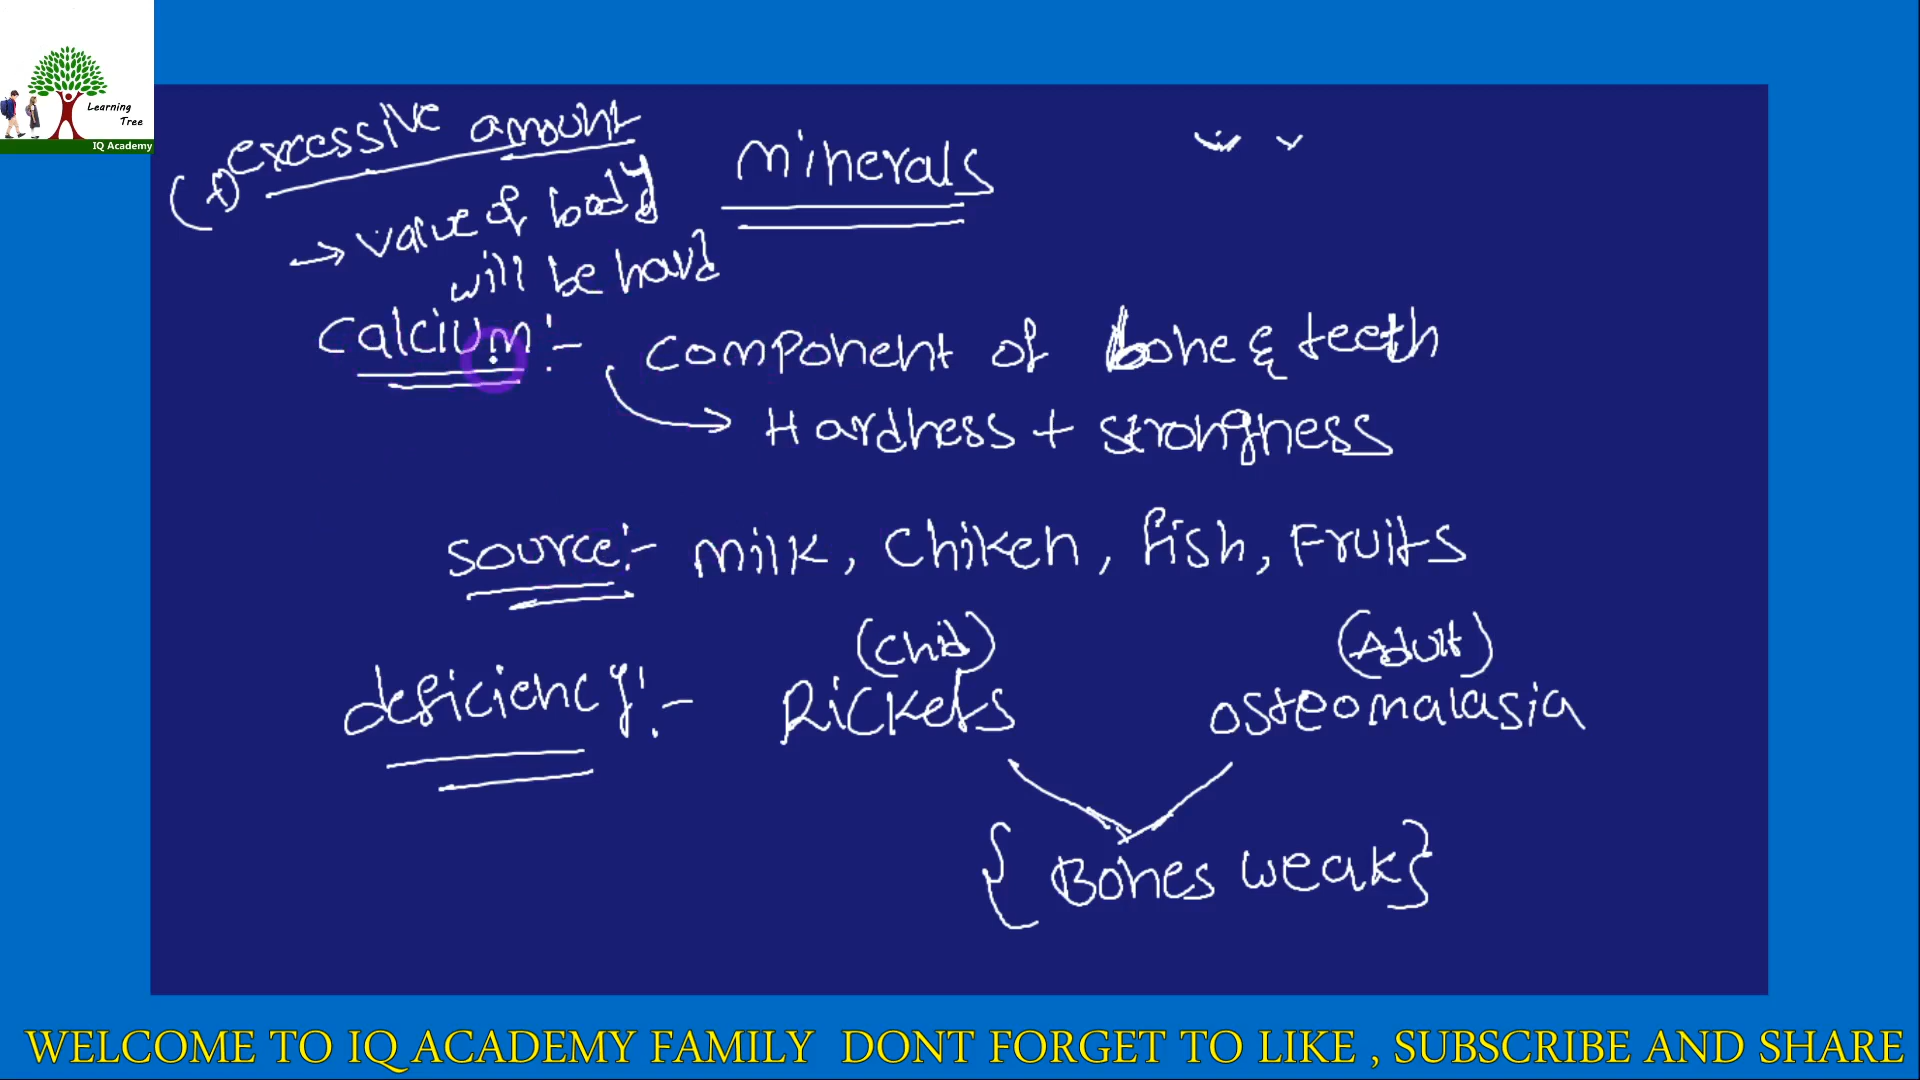 Learning
Tree
IQ Academy
(+) excessive amount
→ value of body
will be hard
Minerals
Calcium:- Component of bone & teeth
→ Hardness + strongness
Source:- Milk, Chiken, fish, Fruits
(Chid) (Adult)
deficiency:- Rickets osteomalasia
{Bones weak}
WELCOME TO IQ ACADEMY FAMILY DONT FORGET TO LIKE , SUBSCRIBE AND SHARE